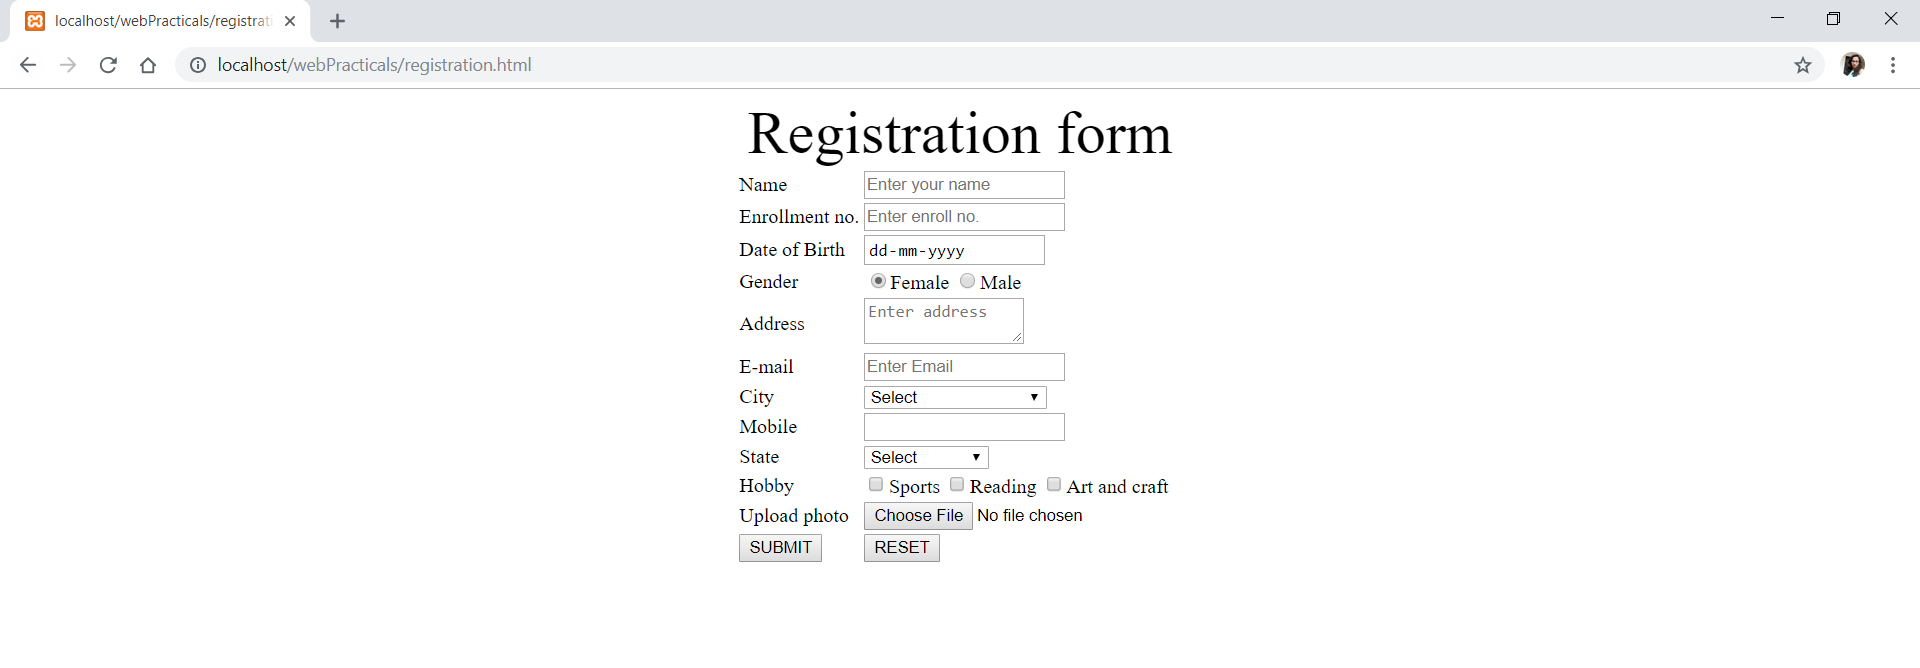 localhost/webPracticals/registrati
localhost/webPracticals/registration.html
Registration form
Name Enter your name
Enrollment no. Enter enroll no.
Date of Birth dd-mm-yyyy
Gender Female Male
Address Enter address
E-mail Enter Email
City Select
Mobile
State Select
Hobby Sports Reading Art and craft
Upload photo Choose File No file chosen
SUBMIT RESET